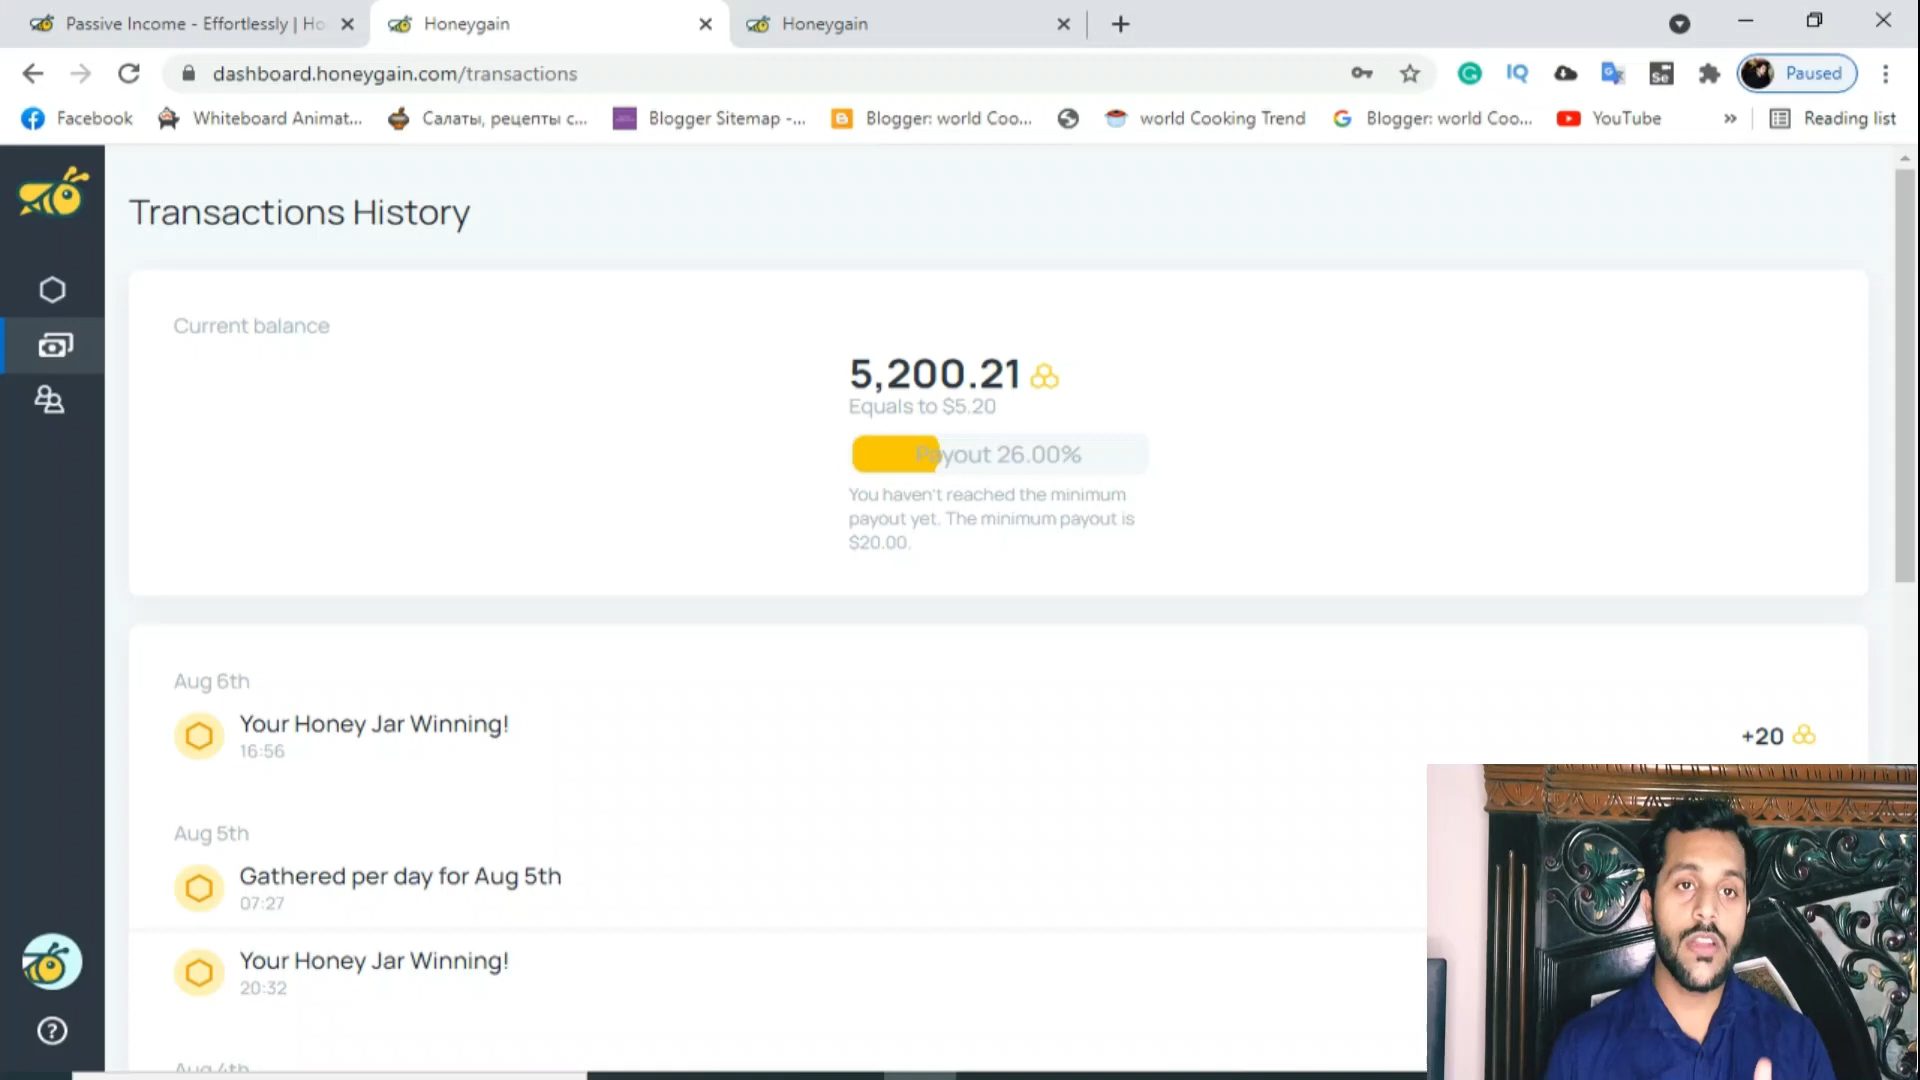 Passive Income - Effortlessly | Ho
Honeygain
Honeygain
dashboard.honeygain.com/transactions
IQ
Se
Paused
Facebook
Whiteboard Animat...
Салаты, рецепты с...
Blogger Sitemap -...
Blogger: world Coo...
world Cooking Trend
Blogger: world Coo...
YouTube
Reading list
Transactions History
Current balance
5,200.21
Equals to $5.20
Payout 26.00%
You haven't reached the minimum
payout yet. The minimum payout is
$20.00.
Aug 6th
Your Honey Jar Winning!
+20
16:56
Aug 5th
Gathered per day for Aug 5th
07:27
Your Honey Jar Winning!
20:32
Aug 4th